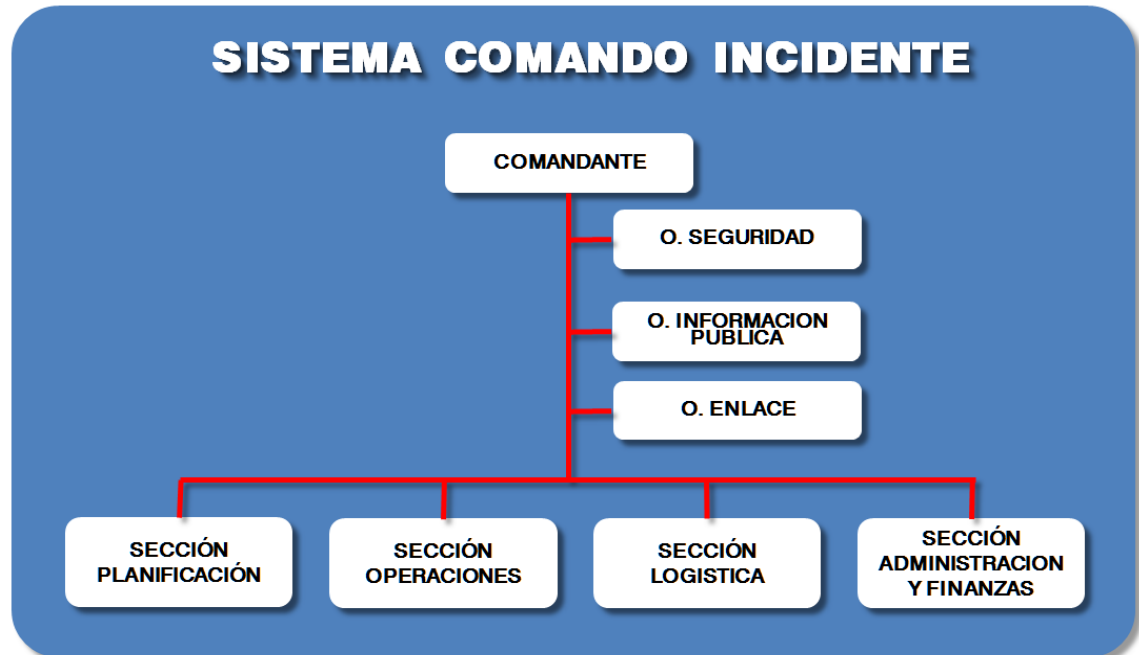 SISTEMA COMANDO INCIDENTE
COMANDANTE
O. SEGURIDAD
O. INFORMACION
PUBLICA
O. ENLACE
SECCIÓN
PLANIFICACIÓN
SECCIÓN
OPERACIONES
SECCIÓN
LOGISTICA
SECCIÓN
ADMINISTRACION
Y FINANZAS